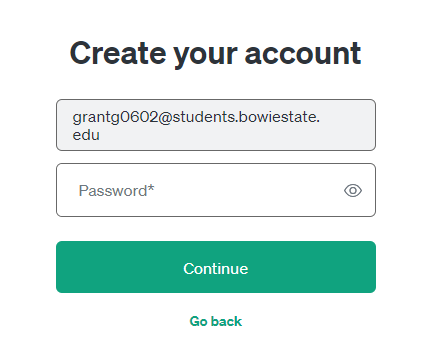 Create your account
grantg0602@students.bowiestate.
edu
Password*
Continue
Go back